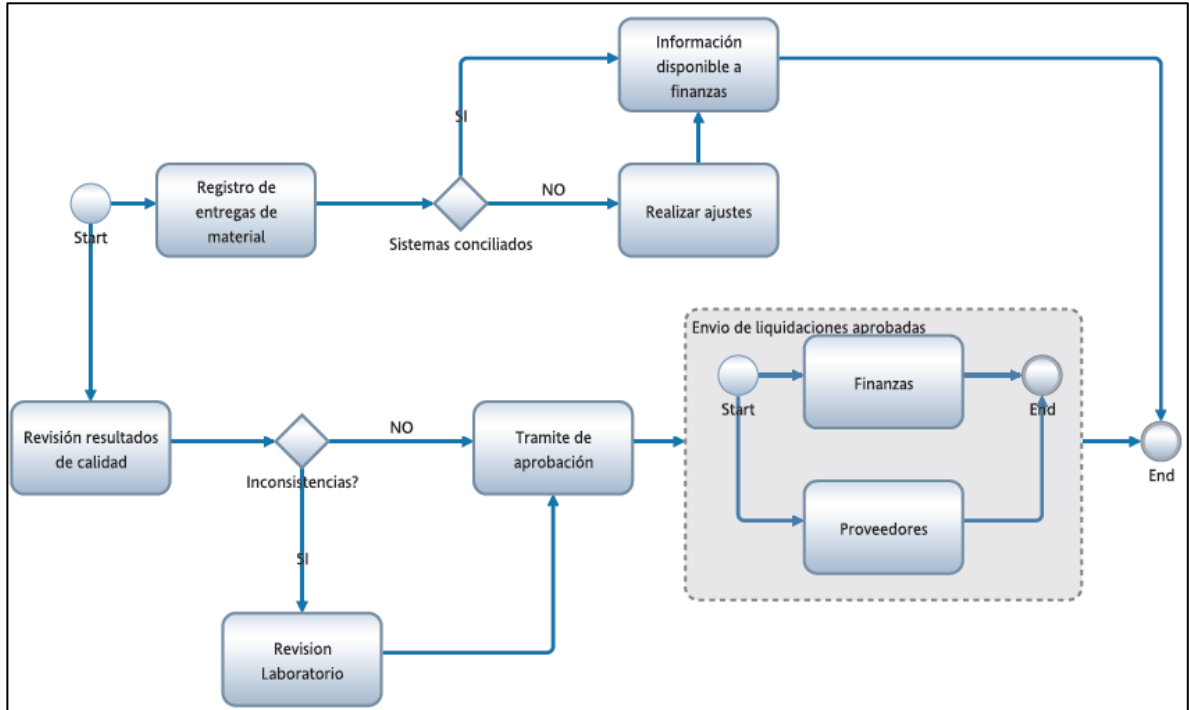 Información
disponible a
finanzas
SI
Registro de
entregas de
material
NO
Realizar ajustes
Start
Sistemas conciliados
Envio de liquidaciones aprobadas
Finanzas
Start
End
Revisión resultados
de calidad
NO
Tramite de
aprobación
Inconsistencias?
End
Proveedores
SI
Revision
Laboratorio